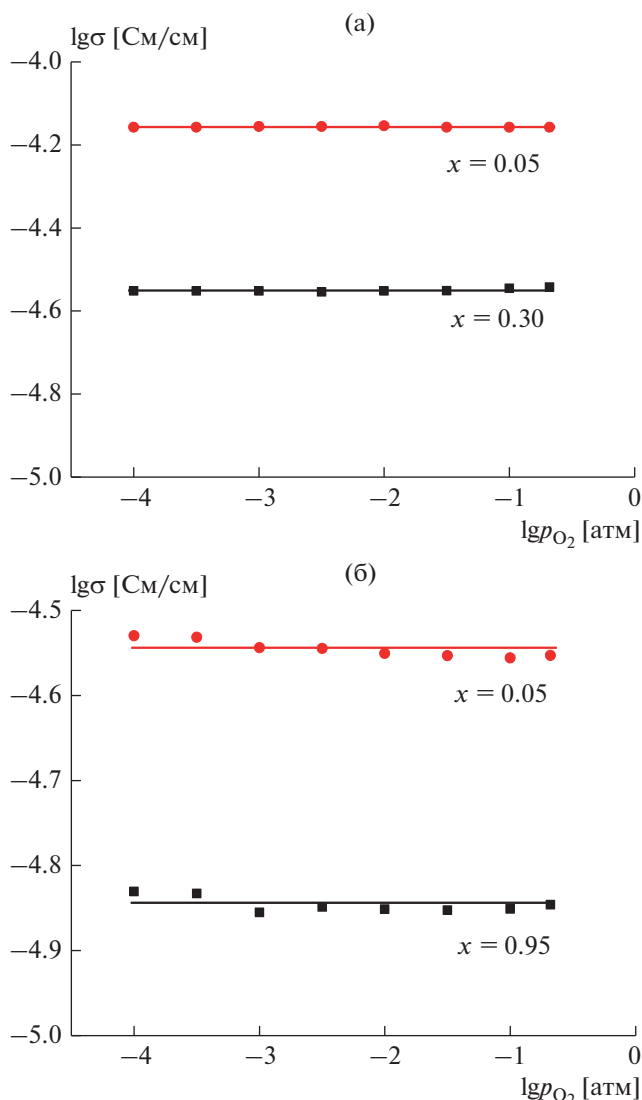 (а)
lgσ [См/см]
−4.0
−4.2
x = 0.05
−4.4
−4.6
x = 0.30
−4.8
−5.0
−4 −3 −2 −1 0
lgpO2 [атм]
(б)
lgσ [См/см]
−4.5
−4.6
x = 0.05
−4.7
−4.8
−4.9
x = 0.95
−5.0
−4 −3 −2 −1 0
lgpO2 [атм]